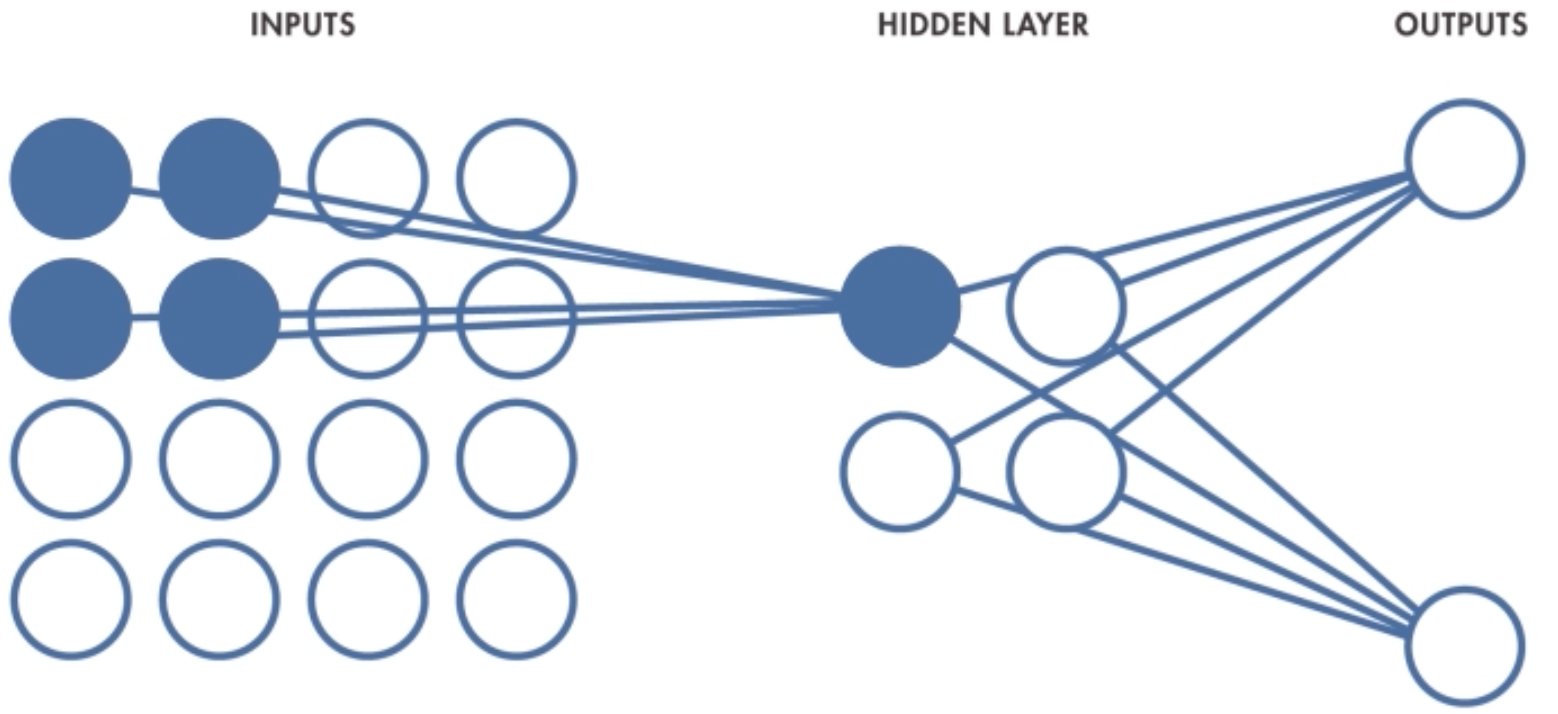 INPUTS
HIDDEN LAYER
OUTPUTS